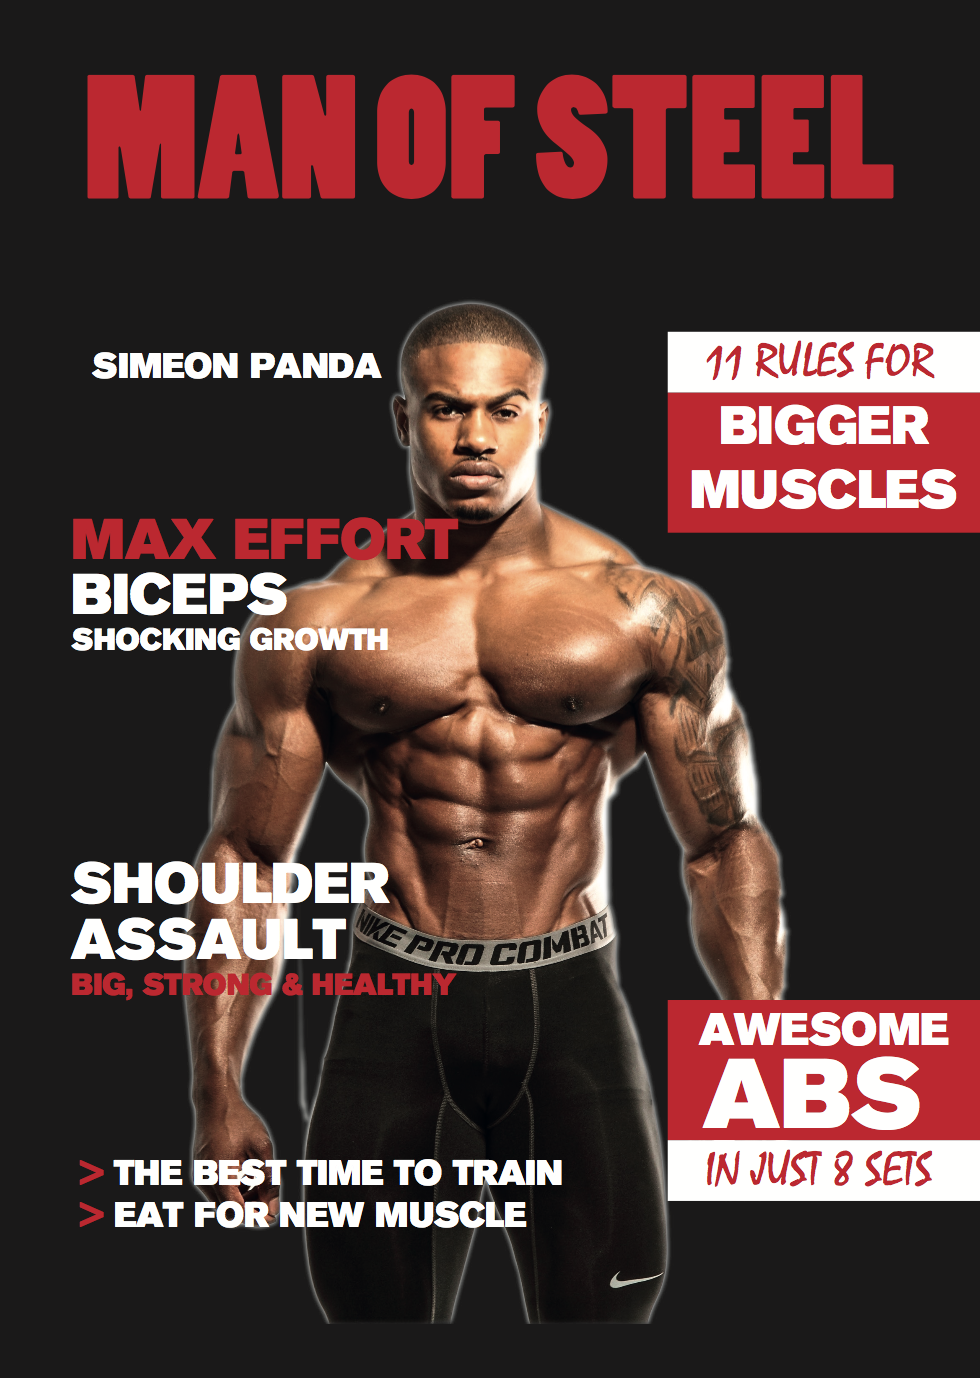 MAN OF STEEL
SIMEON PANDA
11 RULES FOR
BIGGER
MUSCLES
MAX EFFORT
BICEPS
SHOCKING GROWTH
SHOULDER
ASSAULT
BIG, STRONG & HEALTHY
NIKE PRO COMBAT
AWESOME
ABS
IN JUST 8 SETS
> THE BEST TIME TO TRAIN
> EAT FOR NEW MUSCLE